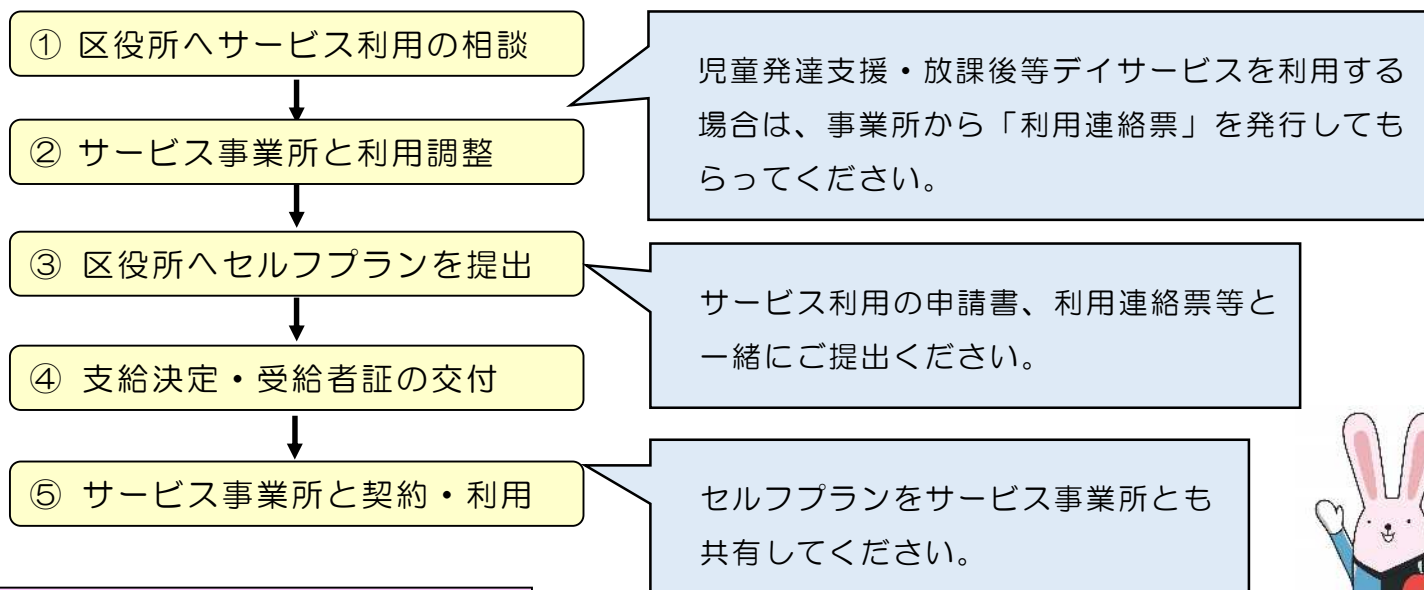 ① 区役所へサービス利用の相談
児童発達支援・放課後等デイサービスを利用する
場合は、事業所から「利用連絡票」を発行しても
らってください。
② サービス事業所と利用調整
③ 区役所へセルフプランを提出
サービス利用の申請書、利用連絡票等と
一緒にご提出ください。
④ 支給決定・受給者証の交付
⑤ サービス事業所と契約・利用
セルフプランをサービス事業所とも
共有してください。